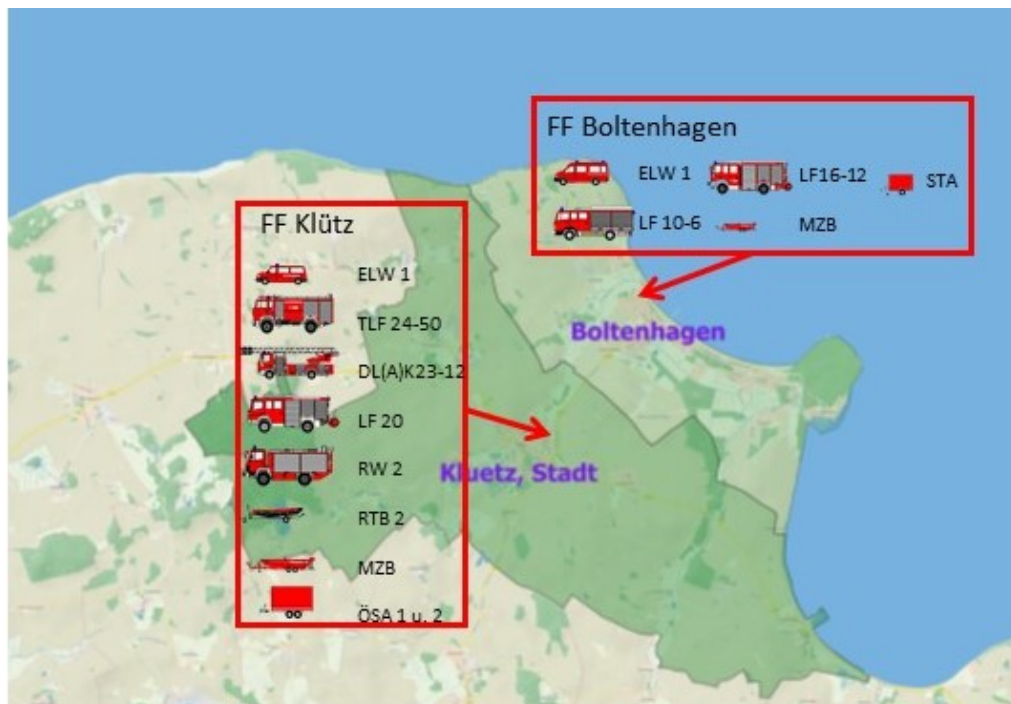 FF Boltenhagen
ELW 1
LF16-12
STA
LF 10-6
MZB
FF Klütz
ELW 1
TLF 24-50
DL(A)K23-12
LF 20
RW 2
RTB 2
MZB
ÖSA 1 u. 2
Boltenhagen
Kluetz, Stadt